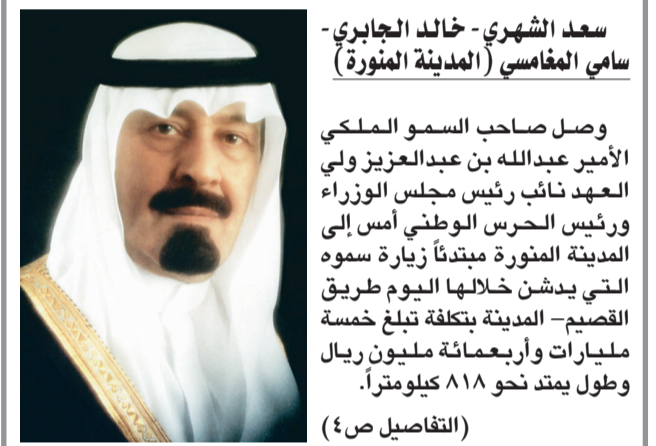 سعد الشهري- خالد الجابري-
سامي المغامسي (المدينة المنورة)
وصل صاحب السمو الملكي
الأمير عبدالله بن عبدالعزيز ولي
العهد نائب رئيس مجلس الوزراء
ورئيس الحرس الوطني أمس إلى
المدينة المنورة مبتدئاً زيارة سموه
التي يدشن خلالها اليوم طريق
القصيم– المدينة بتكلفة تبلغ خمسة
مليارات وأربعمائة مليون ريال
وطول يمتد نحو ٨١٨ كيلومتراً.
(التفاصيل ص٤)